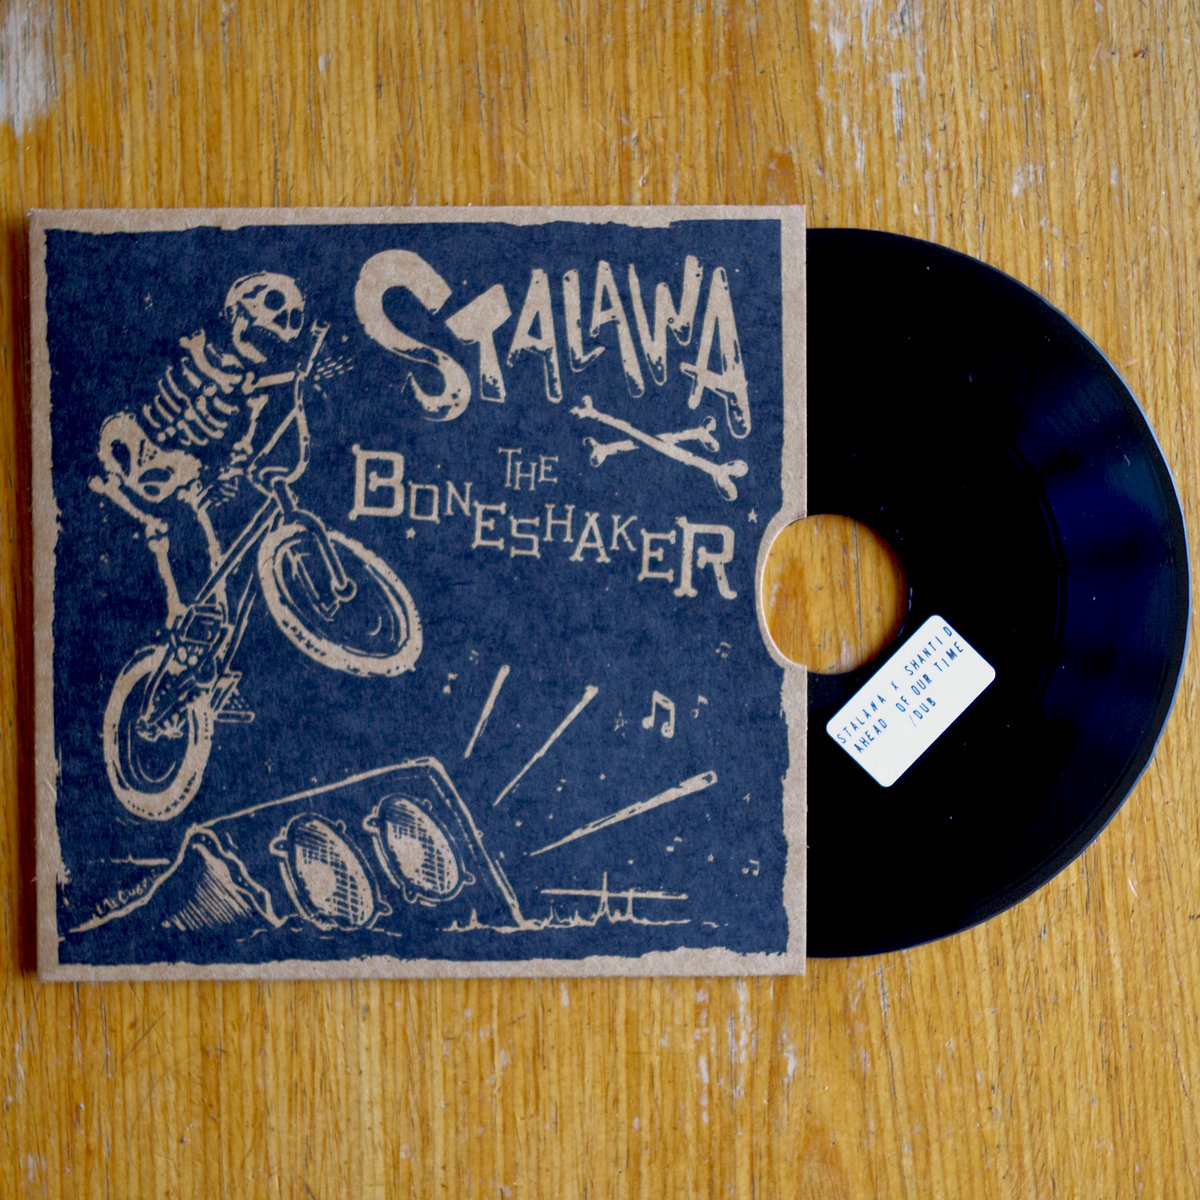 STALAWA
THE
BONESHAKER
STALAWA X SHANTI D
AHEAD OF OUR TIME
/DUB